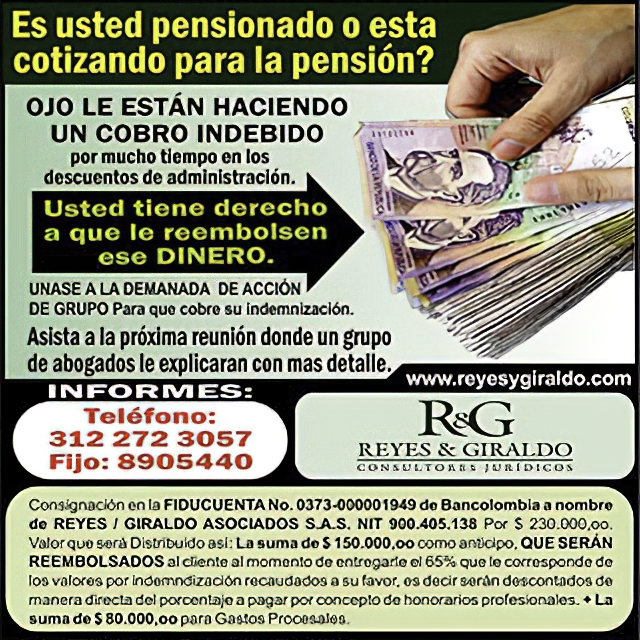 Es usted pensionado o esta
cotizando para la pensión?
OJO LE ESTÁN HACIENDO
UN COBRO INDEBIDO
por mucho tiempo en los
descuentos de administración.
Usted tiene derecho
a que le reembolsen
ese DINERO.
UNASE A LA DEMANADA DE ACCIÓN
DE GRUPO Para que cobre su indemnización.
Asista a la próxima reunión donde un grupo
de abogados le explicaran con mas detalle.
www.reyesygiraldo.com
INFORMES:
Teléfono:
312 272 3057
Fijo: 8905440
R&G
REYES & GIRALDO
CONSULTORES JURÍDICOS
Consignación en la FIDUCUENTA No. 0373-000001949 de Bancolombia a nombre
de REYES / GIRALDO ASOCIADOS S.A.S. NIT 900.405.138 Por $ 230.000,oo.
Valor que será Distribuido así: La suma de $ 150.000,oo como anticipo, QUE SERÁN
REEMBOLSADOS al cliente al momento de entregarle el 65% que le corresponde de
los valores por indemndización recaudados a su favor, es decir serán descontados de
manera directa del porcentaje a pagar por concepto de honorarios profesionales. + La
suma de $ 80.000,oo para Gastos Procesales.